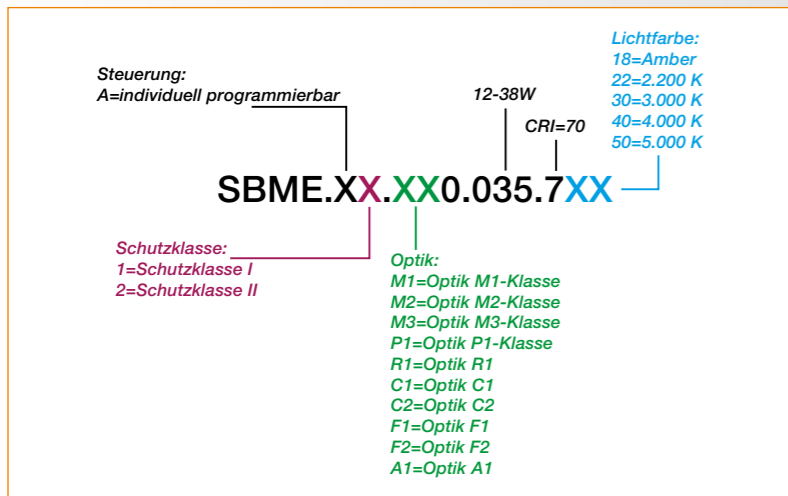 Lichtfarbe:
18=Amber
22=2.200 K
30=3.000 K
40=4.000 K
50=5.000 K
Steuerung:
A=individuell programmierbar
12-38W
CRI=70
SBME.XX.XX0.035.7XX
Schutzklasse:
1=Schutzklasse I
2=Schutzklasse II
Optik:
M1=Optik M1-Klasse
M2=Optik M2-Klasse
M3=Optik M3-Klasse
P1=Optik P1-Klasse
R1=Optik R1
C1=Optik C1
C2=Optik C2
F1=Optik F1
F2=Optik F2
A1=Optik A1